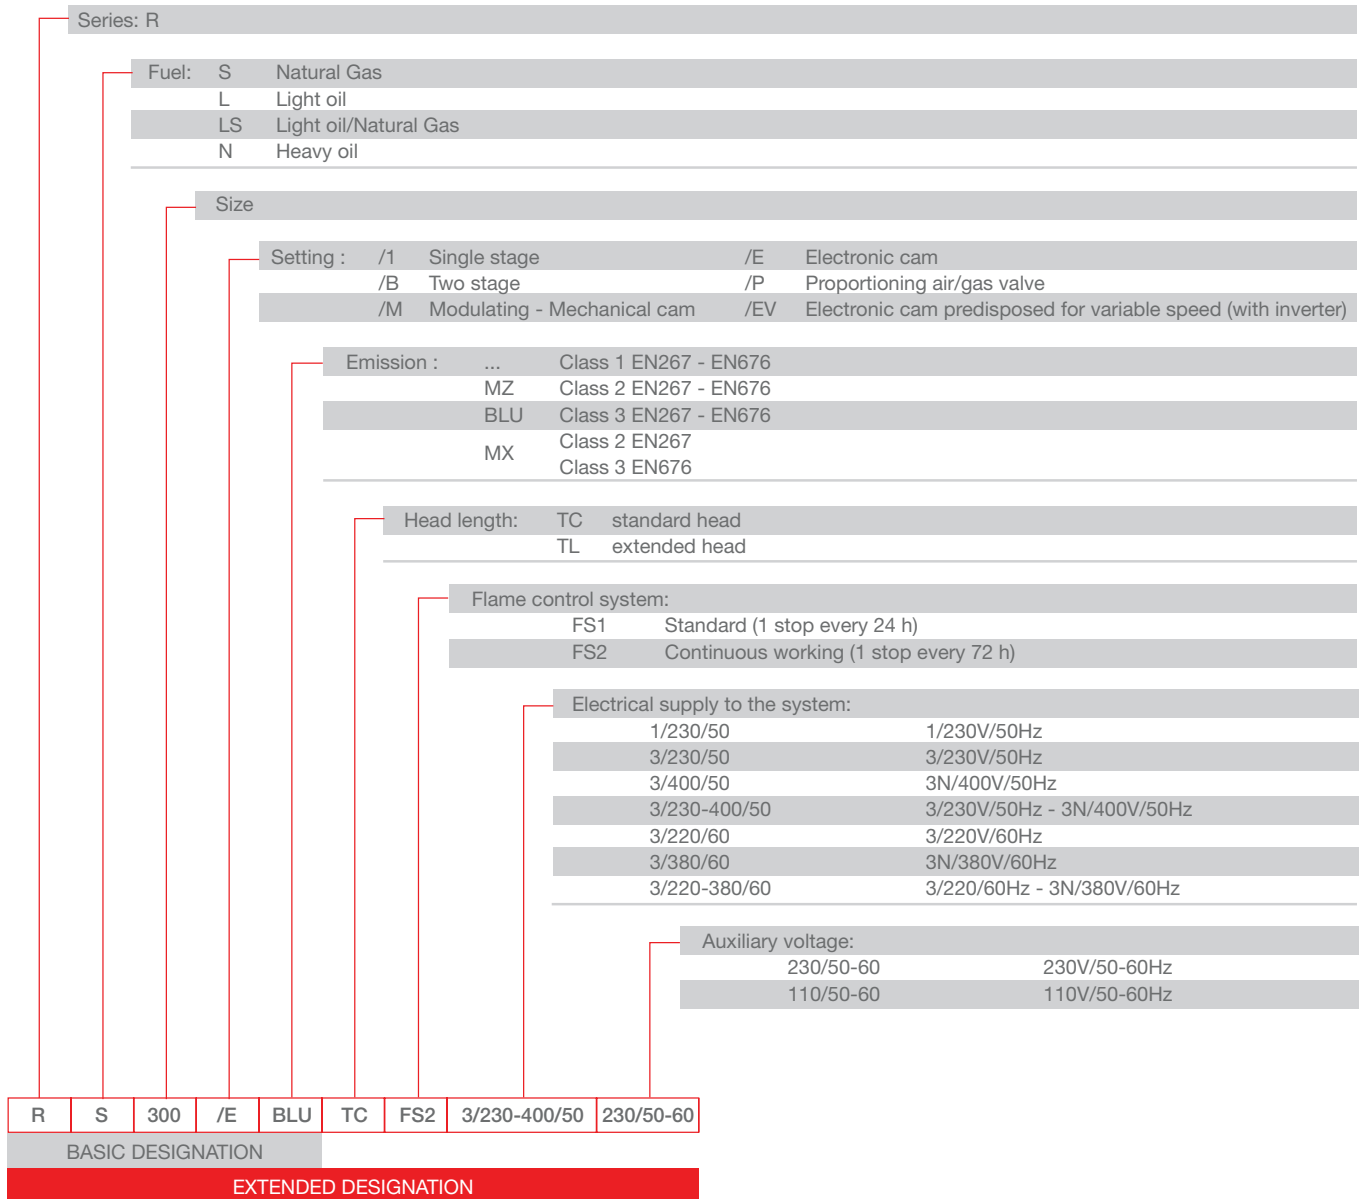 Series: R
Fuel: S Natural Gas
L Light oil
LS Light oil/Natural Gas
N Heavy oil
Size
Setting : /1 Single stage /E Electronic cam
/B Two stage /P Proportioning air/gas valve
/M Modulating - Mechanical cam /EV Electronic cam predisposed for variable speed (with inverter)
Emission : ... Class 1 EN267 - EN676
MZ Class 2 EN267 - EN676
BLU Class 3 EN267 - EN676
MX Class 2 EN267
Class 3 EN676
Head length: TC standard head
TL extended head
Flame control system:
FS1 Standard (1 stop every 24 h)
FS2 Continuous working (1 stop every 72 h)
Electrical supply to the system:
1/230/50 1/230V/50Hz
3/230/50 3/230V/50Hz
3/400/50 3N/400V/50Hz
3/230-400/50 3/230V/50Hz - 3N/400V/50Hz
3/220/60 3/220V/60Hz
3/380/60 3N/380V/60Hz
3/220-380/60 3/220/60Hz - 3N/380V/60Hz
Auxiliary voltage:
230/50-60 230V/50-60Hz
110/50-60 110V/50-60Hz
R S 300 /E BLU TC FS2 3/230-400/50 230/50-60
BASIC DESIGNATION
EXTENDED DESIGNATION